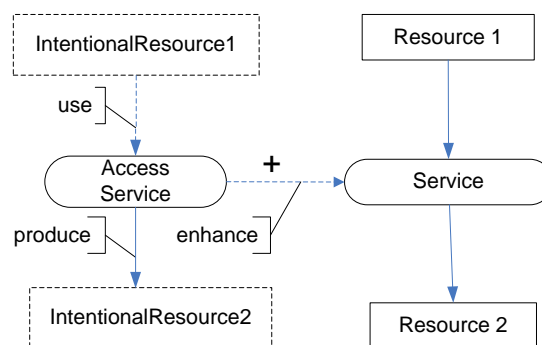 IntentionalResource1
Resource 1
use
Access
Service
+
Service
produce
enhance
IntentionalResource2
Resource 2